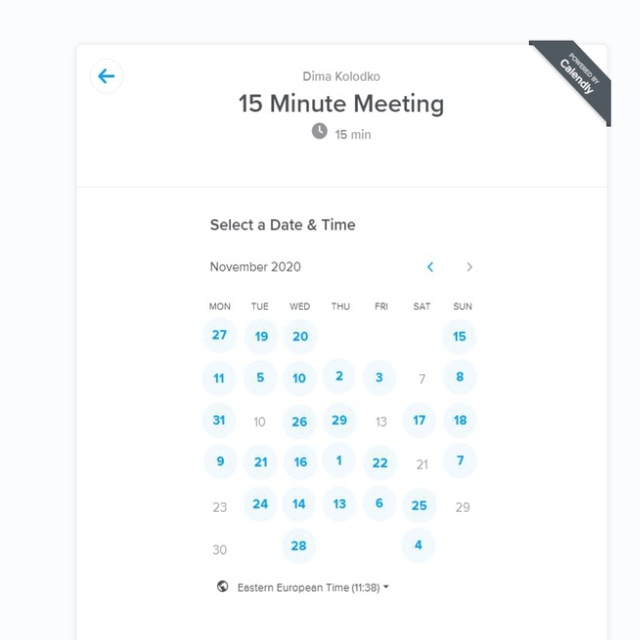 Dima Kolodko
15 Minute Meeting
15 min
POWERED BY
Calendly
Select a Date & Time
November 2020
MON TUE WED THU FRI SAT SUN
27 19 20 15
11 5 10 2 3 7 8
31 10 26 29 13 17 18
9 21 16 1 22 21 7
23 24 14 13 6 25 29
30 28 4
Eastern European Time (11:38)